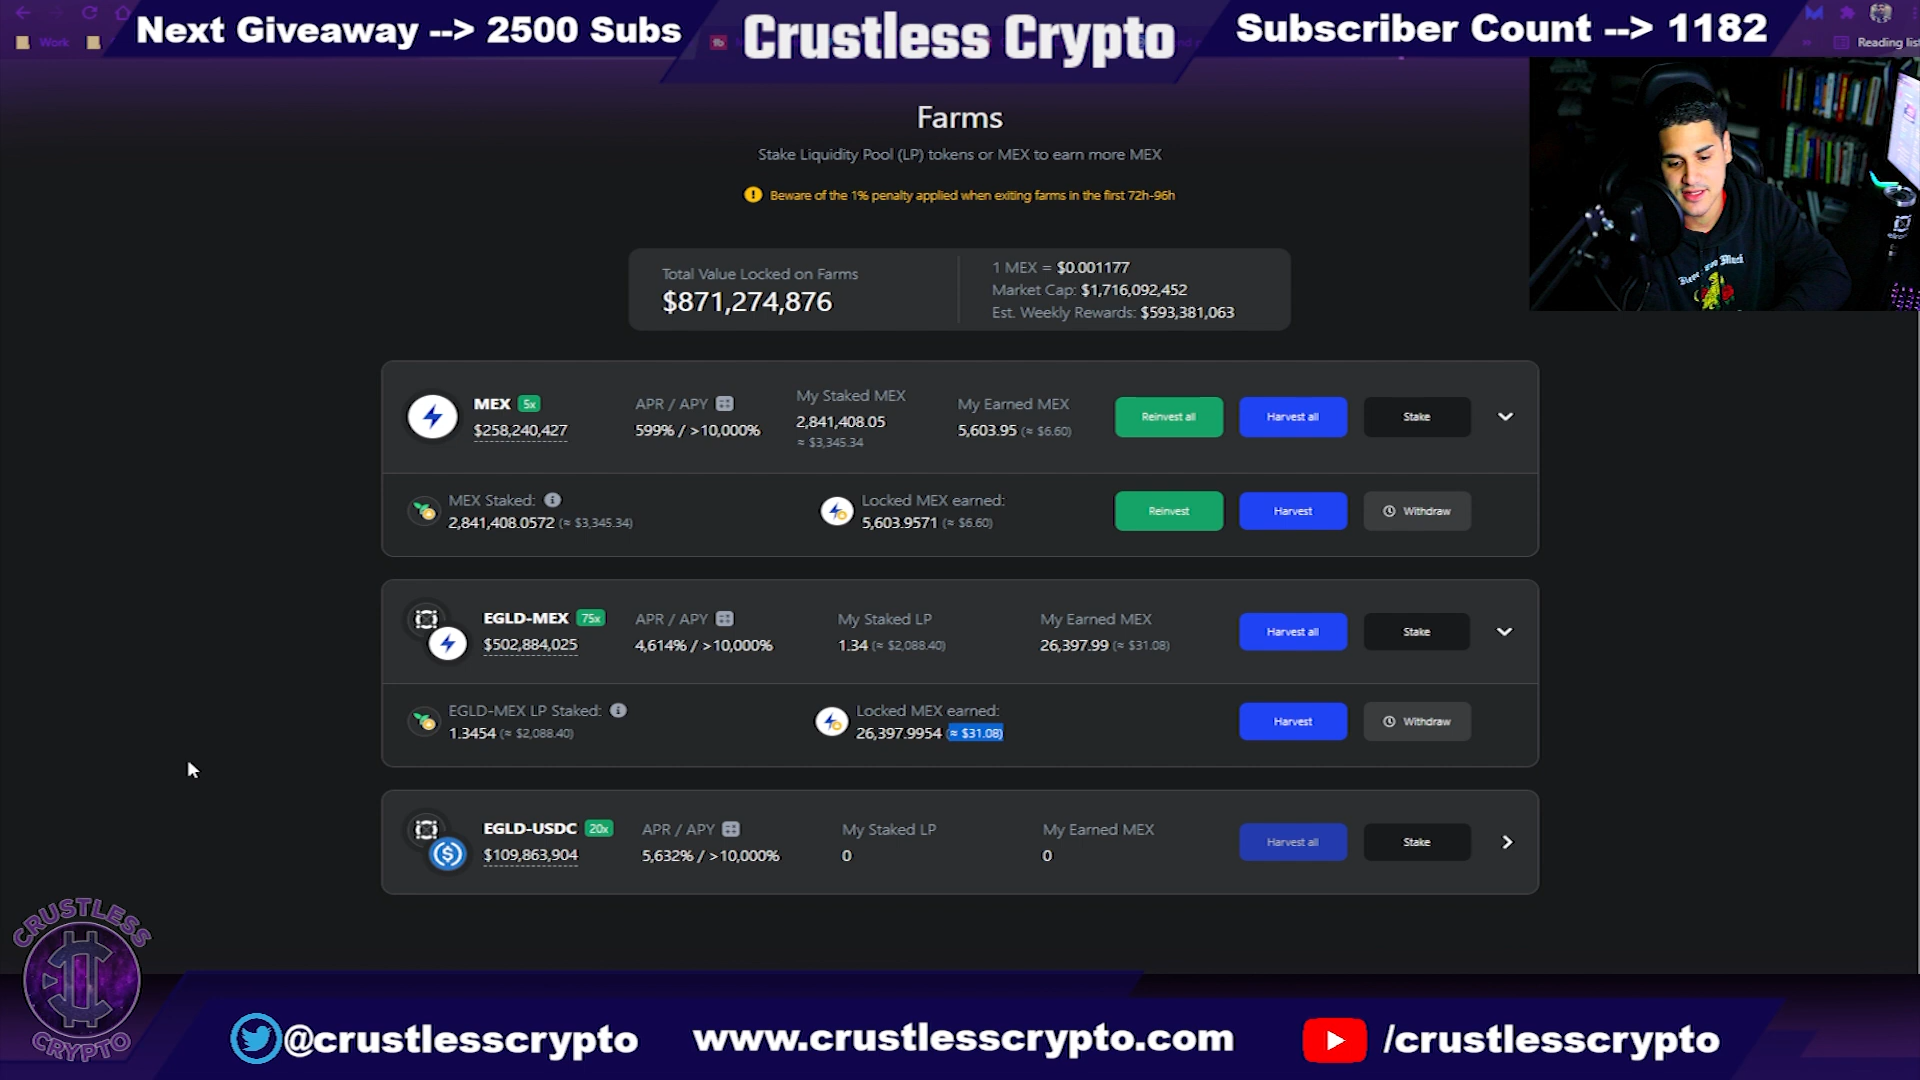 Next Giveaway --> 2500 Subs
Crustless Crypto
Subscriber Count --> 1182
Work
Reading list
Farms
Stake Liquidity Pool (LP) tokens or MEX to earn more MEX
Beware of the 1% penalty applied when exiting farms in the first 72h-96h
Total Value Locked on Farms
$871,274,876
1 MEX = $0.001177
Market Cap: $1,716,092,452
Est. Weekly Rewards: $593,381,063
MEX 5x
$258,240,427
APR / APY
599% / >10,000%
My Staked MEX
2,841,408.05
≈ $3,345.34
My Earned MEX
5,603.95 (≈ $6.60)
Reinvest all
Harvest all
Stake
MEX Staked:
2,841,408.0572 (≈ $3,345.34)
Locked MEX earned:
5,603.9571 (≈ $6.60)
Reinvest
Harvest
Withdraw
EGLD-MEX 75x
$502,884,025
APR / APY
4,614% / >10,000%
My Staked LP
1.34 (≈ $2,088.40)
My Earned MEX
26,397.99 (≈ $31.08)
Harvest all
Stake
EGLD-MEX LP Staked:
1.3454 (≈ $2,088.40)
Locked MEX earned:
26,397.9954 (≈ $31.08)
Harvest
Withdraw
EGLD-USDC 20x
$109,863,904
APR / APY
5,632% / >10,000%
My Staked LP
0
My Earned MEX
0
Harvest all
Stake
CRUSTLESS
CRYPTO
@crustlesscrypto
www.crustlesscrypto.com
/crustlesscrypto